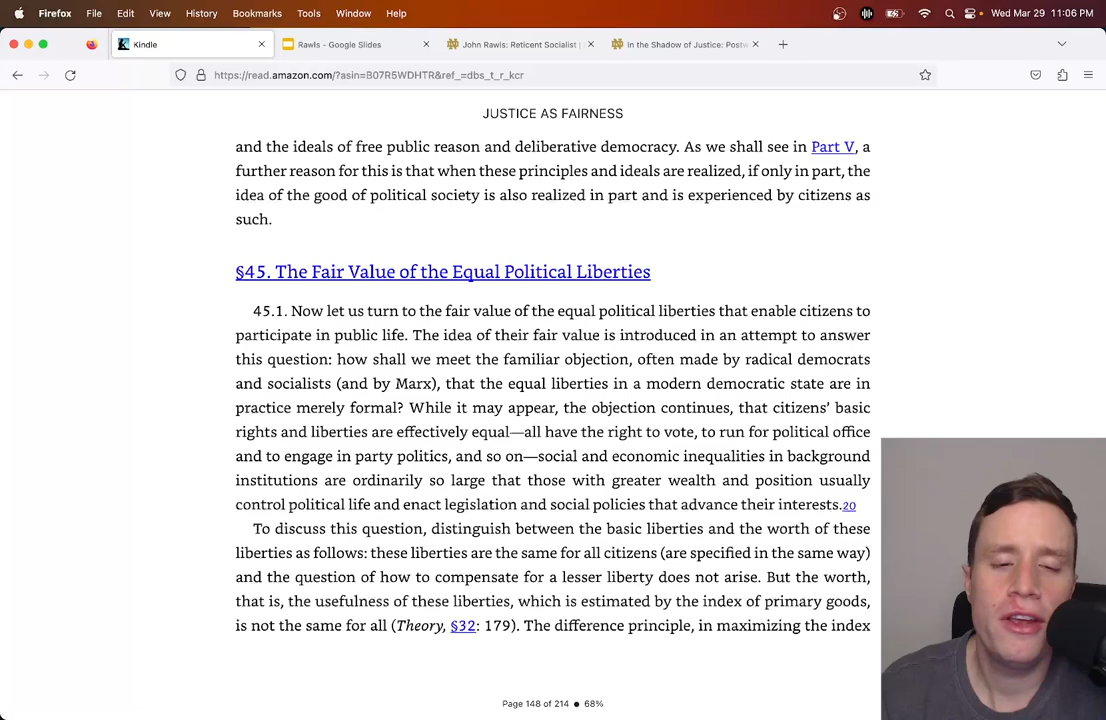 Firefox File Edit View History Bookmarks Tools Window Help Wed Mar 29 11:06 PM
Kindle Rawls - Google Slides John Rawls: Reticent Socialist | In the Shadow of Justice: Postw
https://read.amazon.com/?asin=B07R5WDHTR&ref_=dbs_t_r_kcr
JUSTICE AS FAIRNESS
and the ideals of free public reason and deliberative democracy. As we shall see in Part V, a
further reason for this is that when these principles and ideals are realized, if only in part, the
idea of the good of political society is also realized in part and is experienced by citizens as
such.
§45. The Fair Value of the Equal Political Liberties
45.1. Now let us turn to the fair value of the equal political liberties that enable citizens to
participate in public life. The idea of their fair value is introduced in an attempt to answer
this question: how shall we meet the familiar objection, often made by radical democrats
and socialists (and by Marx), that the equal liberties in a modern democratic state are in
practice merely formal? While it may appear, the objection continues, that citizens’ basic
rights and liberties are effectively equal—all have the right to vote, to run for political office
and to engage in party politics, and so on—social and economic inequalities in background
institutions are ordinarily so large that those with greater wealth and position usually
control political life and enact legislation and social policies that advance their interests.20
To discuss this question, distinguish between the basic liberties and the worth of these
liberties as follows: these liberties are the same for all citizens (are specified in the same way)
and the question of how to compensate for a lesser liberty does not arise. But the worth,
that is, the usefulness of these liberties, which is estimated by the index of primary goods,
is not the same for all (Theory, §32: 179). The difference principle, in maximizing the index
Page 148 of 214 ● 68%